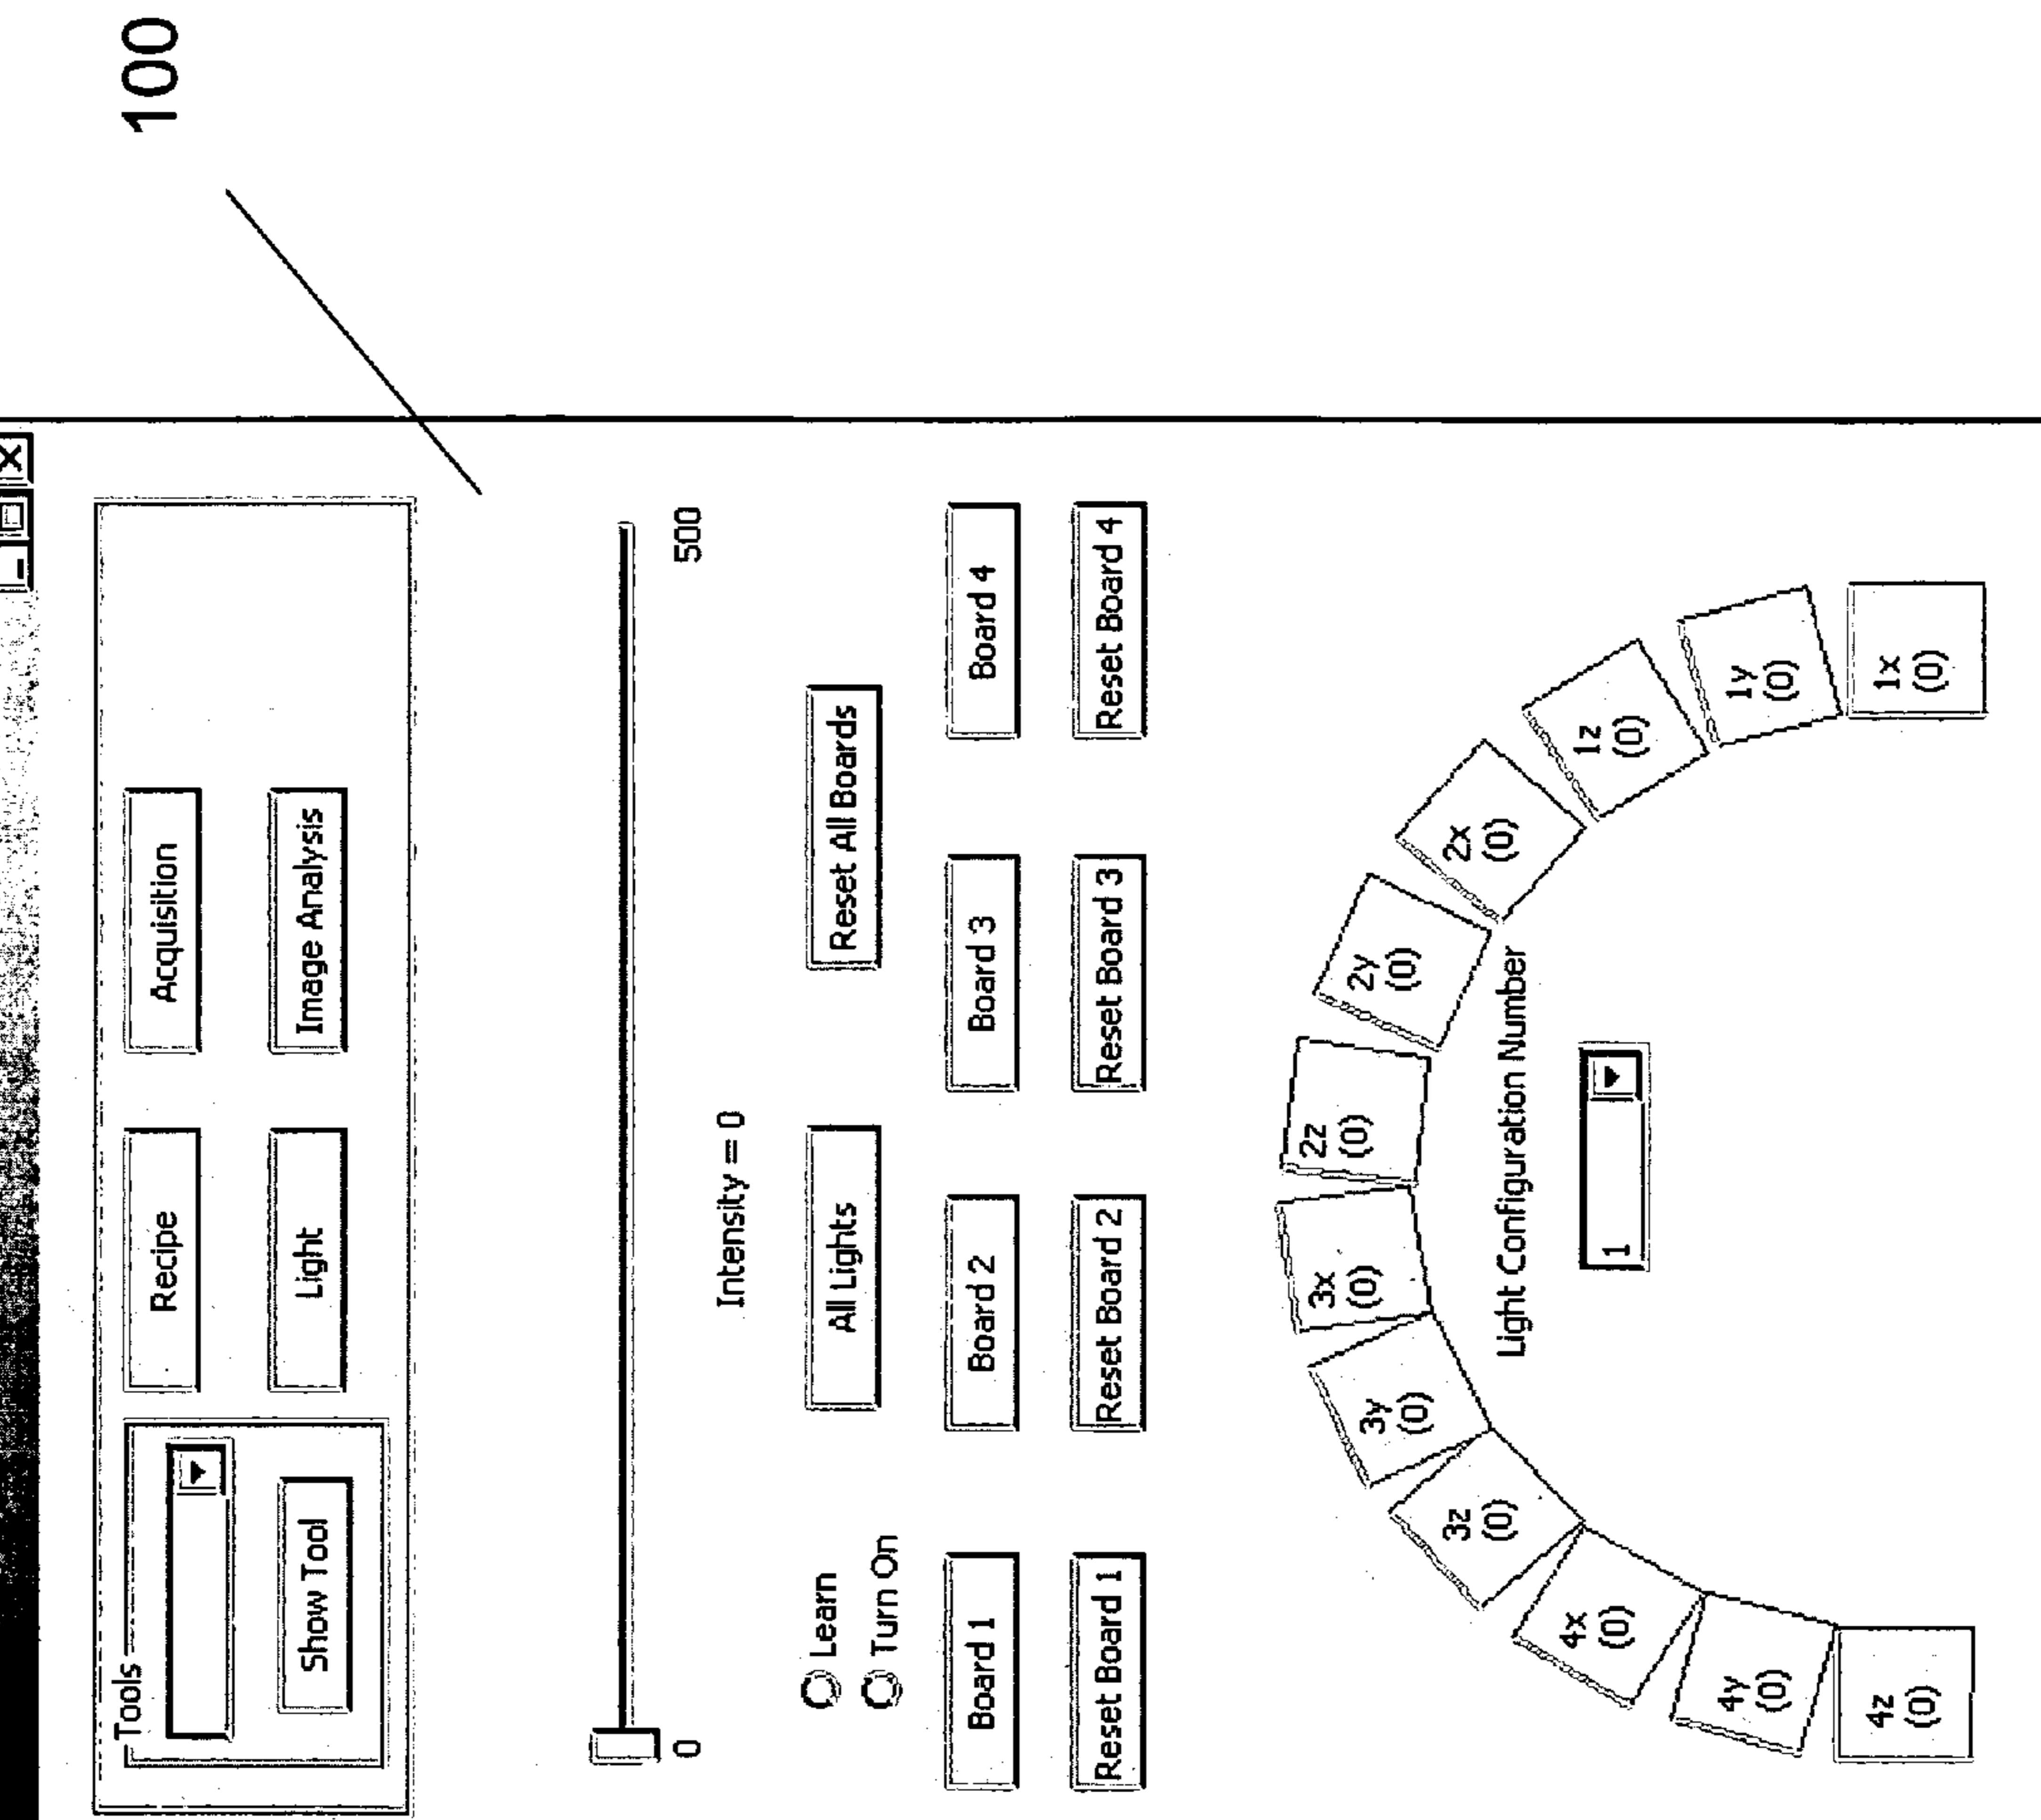 100
Tools
Show Tool
Recipe
Acquisition
Light
Image Analysis
0
500
Intensity = 0
Learn
Turn On
All Lights
Reset All Boards
Board 1
Board 2
Board 3
Board 4
Reset Board 1
Reset Board 2
Reset Board 3
Reset Board 4
4z
(0)
4y
(0)
4x
(0)
3z
(0)
3y
(0)
3x
(0)
2z
(0)
2y
(0)
2x
(0)
1z
(0)
1y
(0)
1x
(0)
Light Configuration Number
1